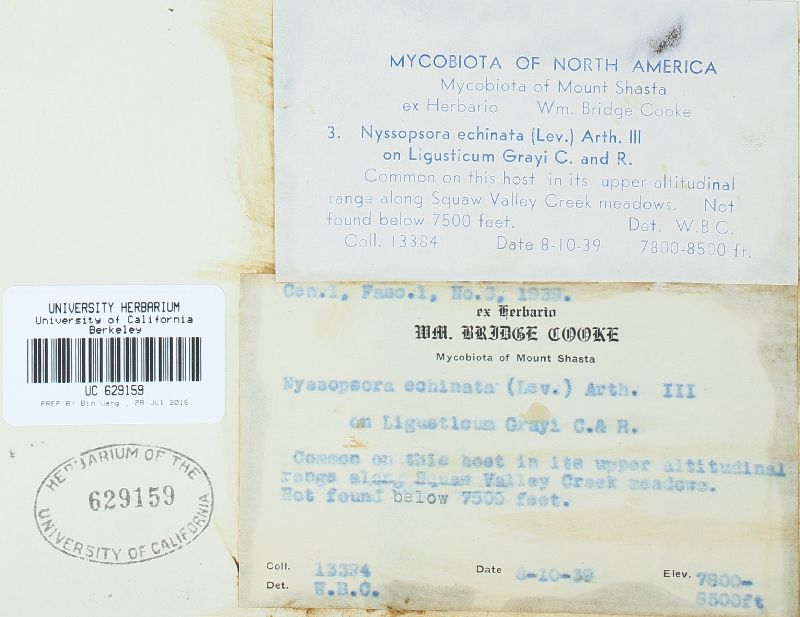 MYCOBIOTA OF NORTH AMERICA
Mycobiota of Mount Shasta
ex Herbario Wm. Bridge Cooke
3. Nyssopsora echinata (Lev.) Arth. III
on Ligusticum Grayi C. and R.
Common on this host in its upper altitudinal
range along Squaw Valley Creek meadows. Not
found below 7500 feet. Det. W.B.C.
Coll. 13384 Date 8-10-39 7800-8500 ft.
Cen.1, Fasc.1, No.3, 1939.
ex Herbario
WM. BRIDGE COOKE
Mycobiota of Mount Shasta
Nyssopsora echinata (Lev.) Arth. III
on Ligusticum Grayi C.& R.
Common on this host in its upper altitudinal
range along Squaw Valley Creek meadows.
Not found below 7500 feet.
Coll. 13394 Date 8-10-39 Elev. 7800-
Det. W.B.C. 8500ft
UNIVERSITY HERBARIUM
University of California
Berkeley
UC 629159
PREP BY Bin Wang , 28 Jul 2016
HERBARIUM OF THE
629159
UNIVERSITY OF CALIFORNIA